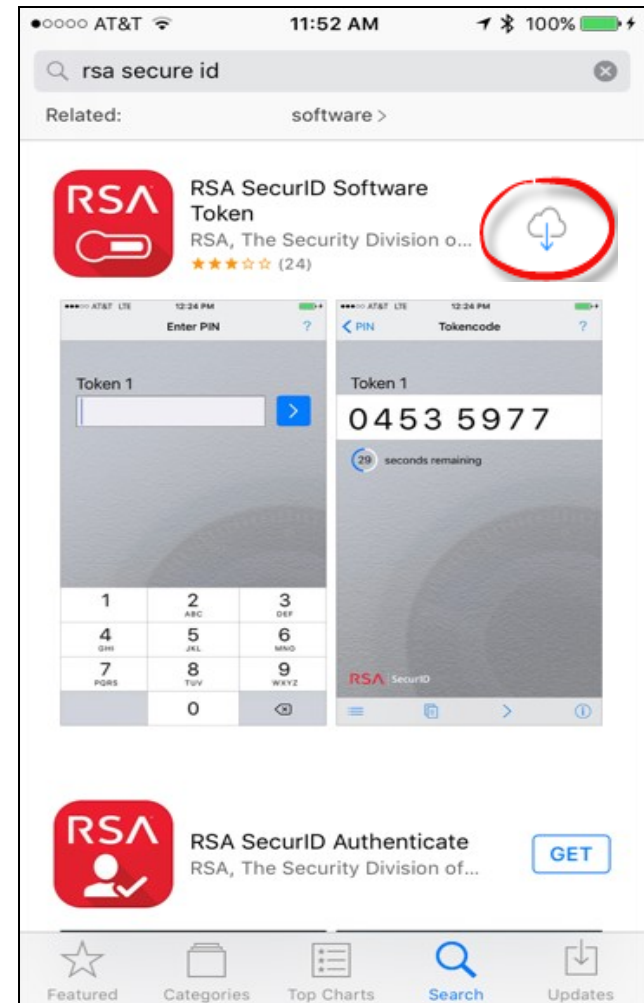 AT&T 11:52 AM 100%
rsa secure id
Related: software >
RSA
RSA SecurID Software
Token
RSA, The Security Division o...
(24)
AT&T LTE 12:24 PM
Enter PIN ?
Token 1
1 2 3
ABC DEF
4 5 6
GHI JKL MNO
7 8 9
PQRS TUV WXYZ
0
AT&T LTE 12:24 PM
PIN Tokencode ?
Token 1
0453 5977
29 seconds remaining
RSA SecurID
RSA
RSA SecurID Authenticate
RSA, The Security Division of...
GET
Featured Categories Top Charts Search Updates